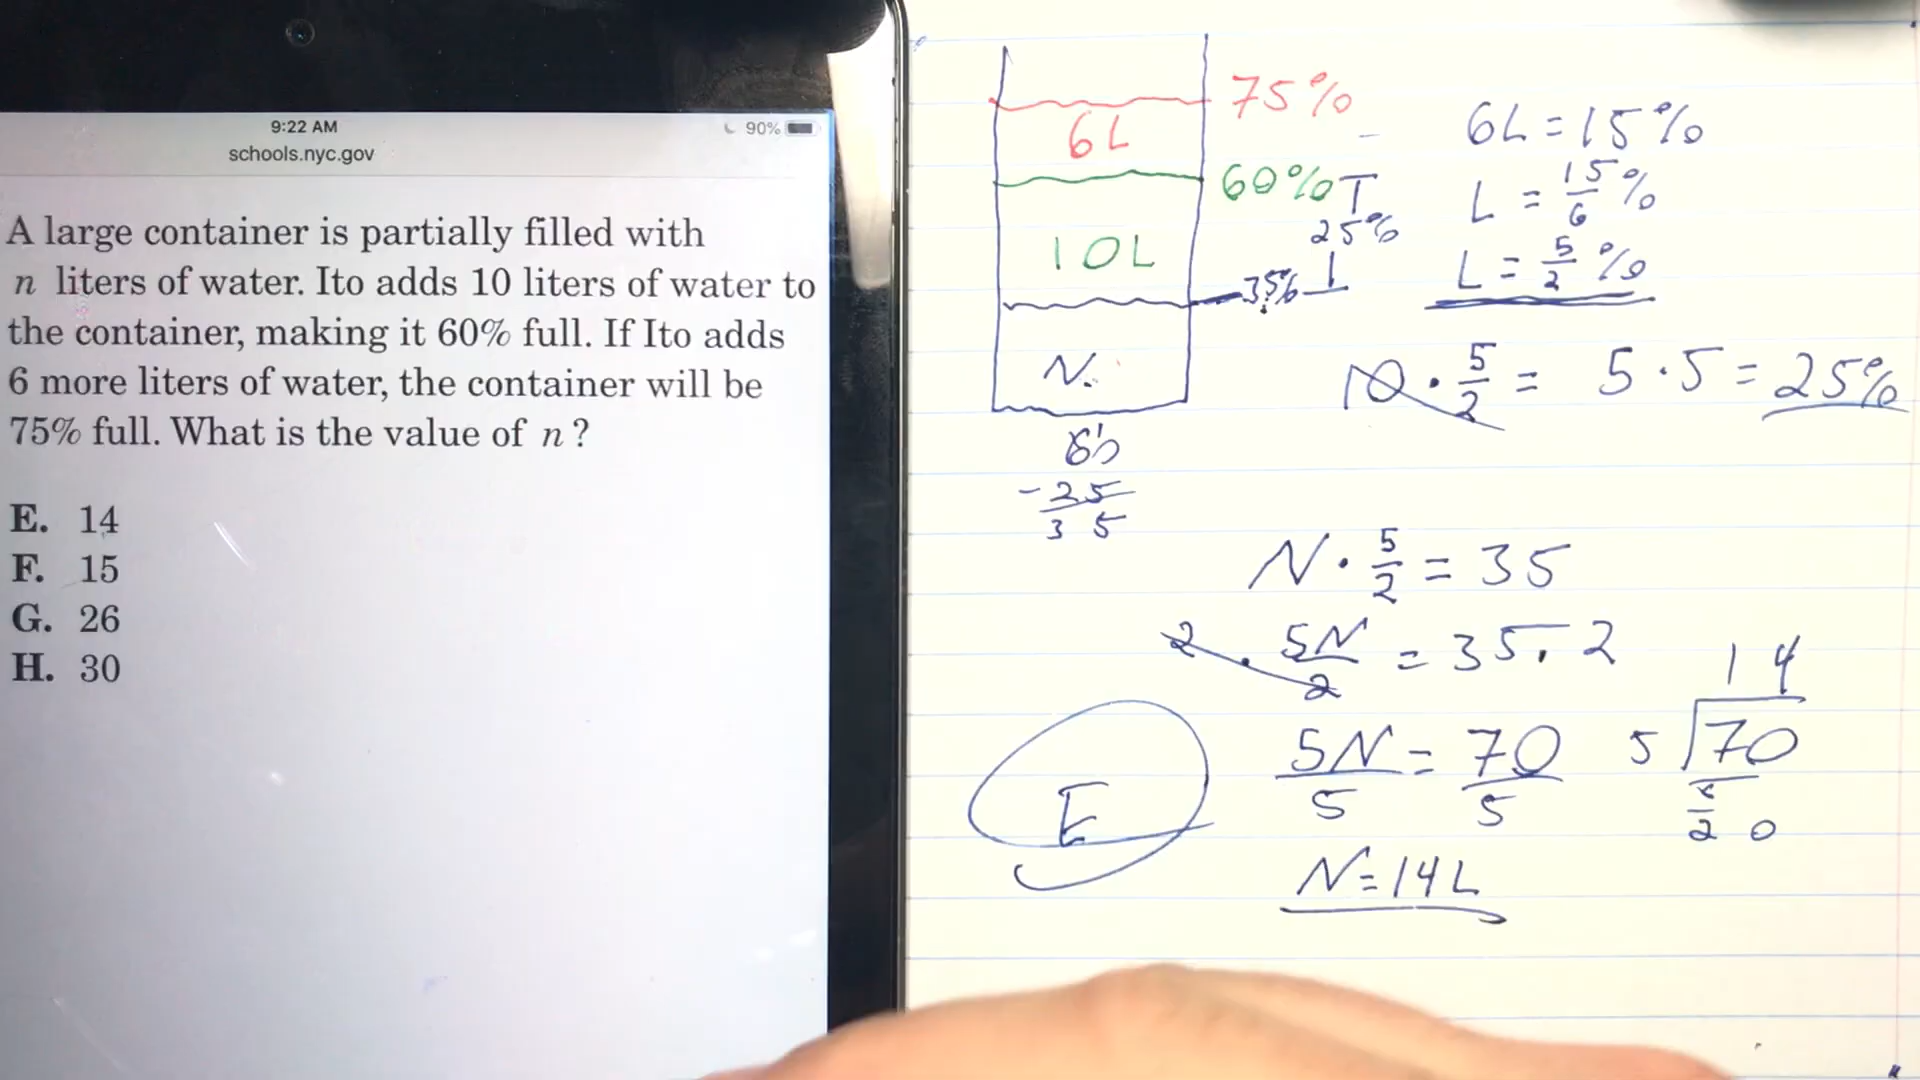 9:22 AM
90%
schools.nyc.gov
A large container is partially filled with
n liters of water. Ito adds 10 liters of water to
the container, making it 60% full. If Ito adds
6 more liters of water, the container will be
75% full. What is the value of n?
E. 14
F. 15
G. 26
H. 30
75%
6L
60%
25%
10L
35%
N
60
- 25
3 5
6L = 15%
L = 15/6 %
L = 5/2 %
10 · 5/2 = 5 · 5 = 25%
N · 5/2 = 35
2 · 5N/2 = 35 · 2
5N/5 = 70/5
N = 14L
14
5 70
5
20
E